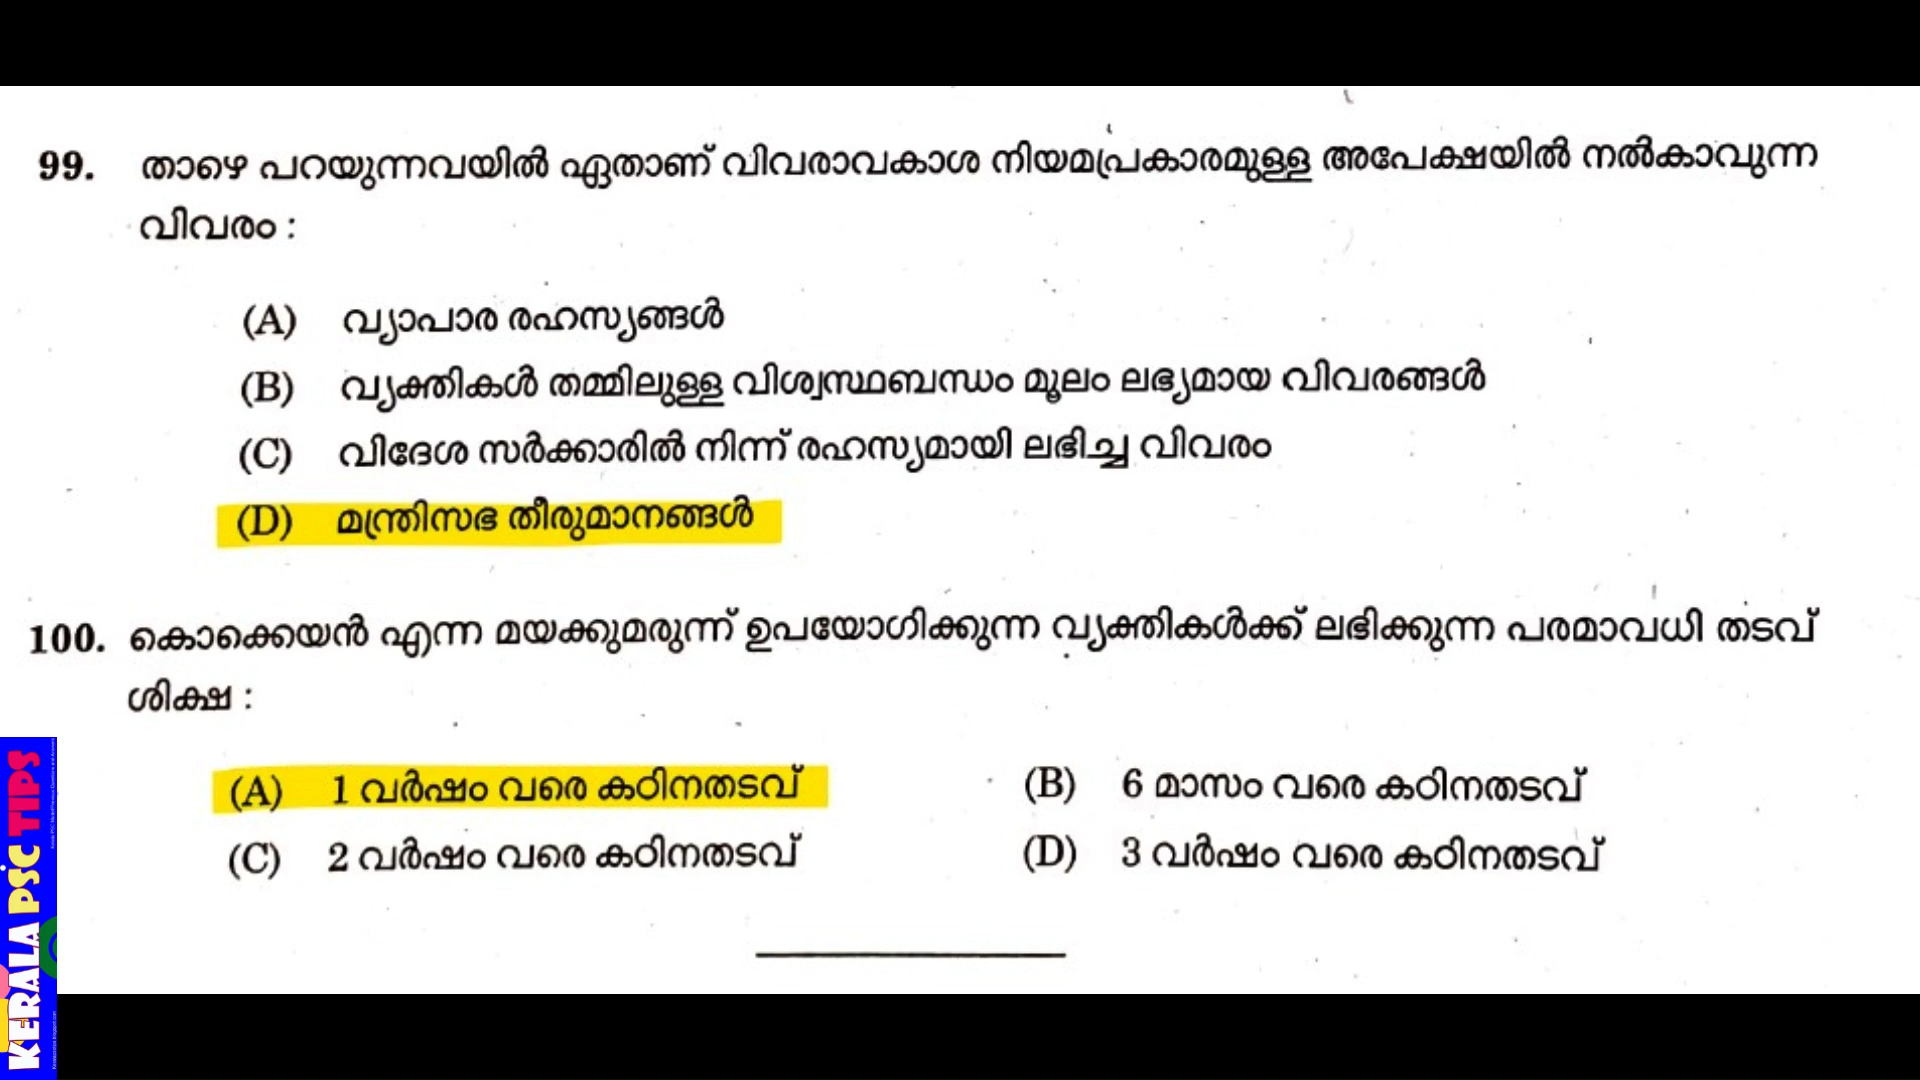 99. താഴെ പറയുന്നവയിൽ ഏതാണ് വിവരാവകാശ നിയമപ്രകാരമുള്ള അപേക്ഷയിൽ നൽകാവുന്ന
വിവരം :
(A) വ്യാപാര രഹസ്യങ്ങൾ
(B) വ്യക്തികൾ തമ്മിലുള്ള വിശ്വസ്ഥബന്ധം മൂലം ലഭ്യമായ വിവരങ്ങൾ
(C) വിദേശ സർക്കാരിൽ നിന്ന് രഹസ്യമായി ലഭിച്ച വിവരം
(D) മന്ത്രിസഭ തീരുമാനങ്ങൾ
100. കൊക്കെയൻ എന്ന മയക്കുമരുന്ന് ഉപയോഗിക്കുന്ന വ്യക്തികൾക്ക് ലഭിക്കുന്ന പരമാവധി തടവ്
ശിക്ഷ :
(A) 1 വർഷം വരെ കഠിനതടവ് (B) 6 മാസം വരെ കഠിനതടവ്
(C) 2 വർഷം വരെ കഠിനതടവ് (D) 3 വർഷം വരെ കഠിനതടവ്
KERALA PSC TIPS